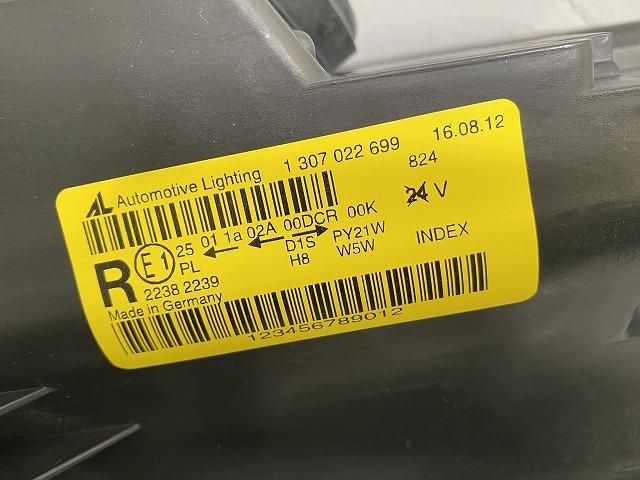 AL Automotive Lighting 1 307 022 699 16.08.12
824
R E1 25 01 1a 02A 00DCR 00K 24 V
PL D1S PY21W INDEX
H8 W5W
2238 2239
Made in Germany
123456789012